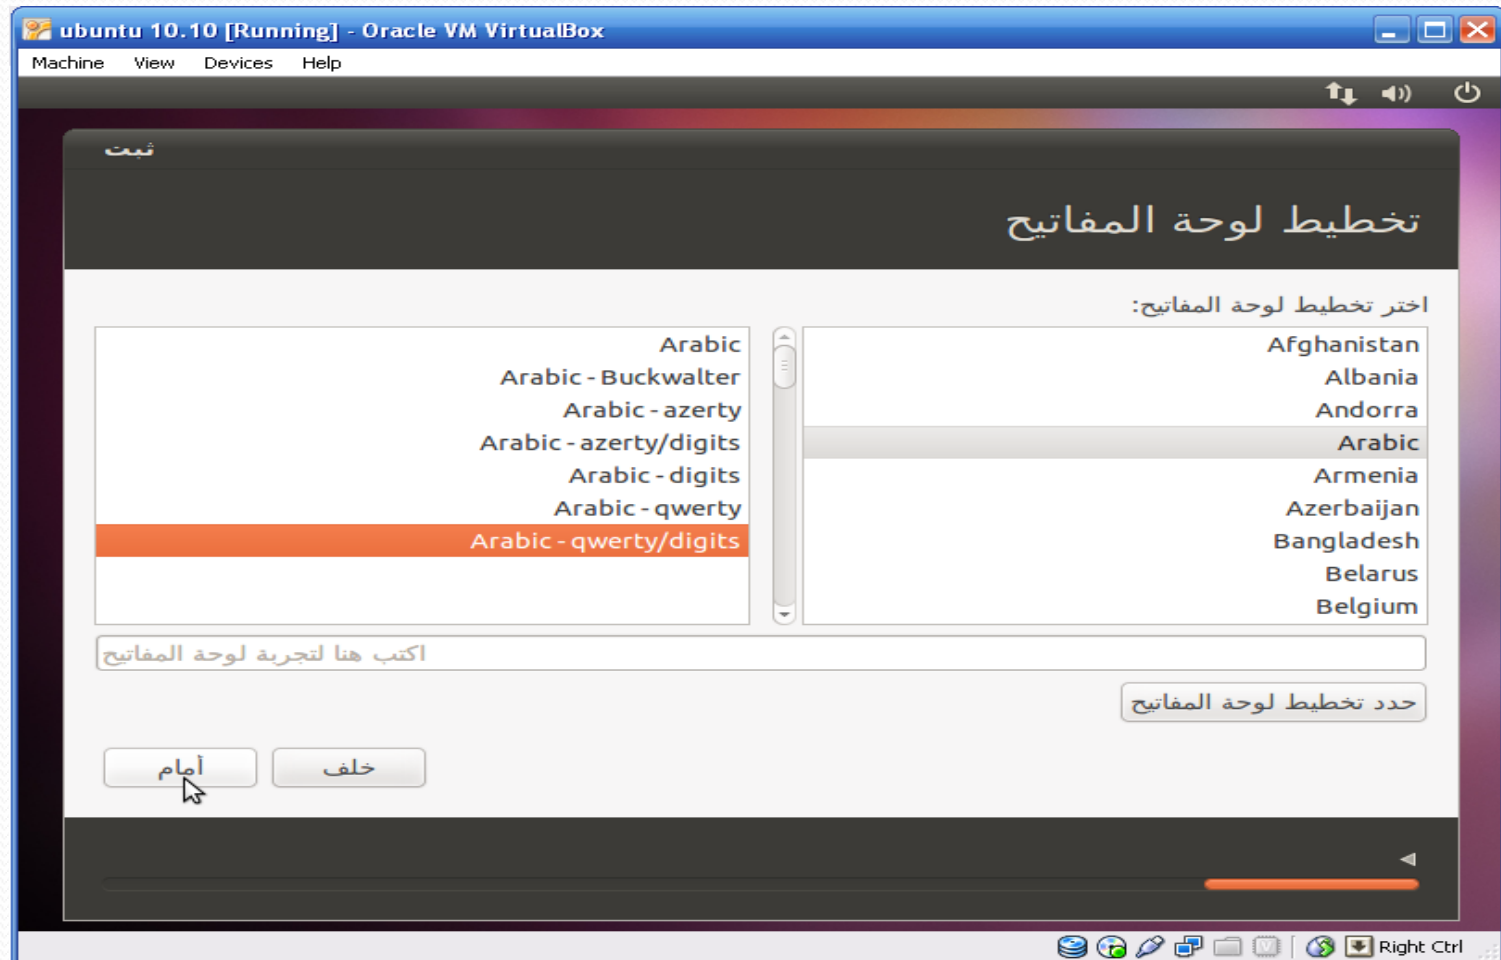 ubuntu 10.10 [Running] - Oracle VM VirtualBox
Machine View Devices Help
ثبت
تخطيط لوحة المفاتيح
اختر تخطيط لوحة المفاتيح:
Afghanistan
Albania
Andorra
Arabic
Armenia
Azerbaijan
Bangladesh
Belarus
Belgium
Arabic
Arabic - Buckwalter
Arabic - azerty
Arabic - azerty/digits
Arabic - digits
Arabic - qwerty
Arabic - qwerty/digits
اكتب هنا لتجربة لوحة المفاتيح
حدد تخطيط لوحة المفاتيح
خلف
أمام
Right Ctrl